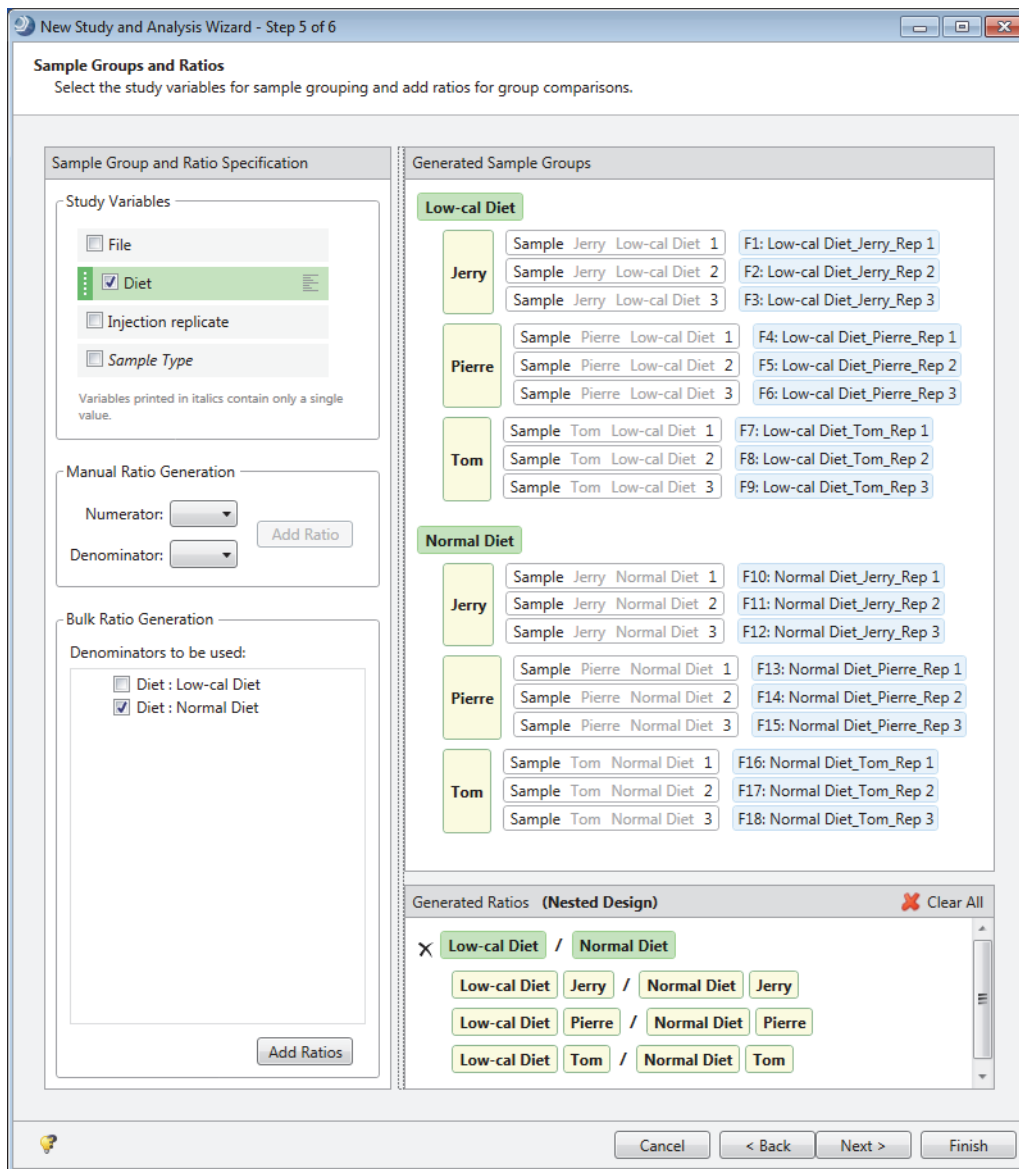 New Study and Analysis Wizard - Step 5 of 6
Sample Groups and Ratios
Select the study variables for sample grouping and add ratios for group comparisons.
Sample Group and Ratio Specification
Study Variables
File
Diet
Injection replicate
Sample Type
Variables printed in italics contain only a single
value.
Manual Ratio Generation
Numerator:
Denominator:
Add Ratio
Bulk Ratio Generation
Denominators to be used:
Diet : Low-cal Diet
Diet : Normal Diet
Add Ratios
Generated Sample Groups
Low-cal Diet
Jerry
Sample Jerry Low-cal Diet 1 F1: Low-cal Diet_Jerry_Rep 1
Sample Jerry Low-cal Diet 2 F2: Low-cal Diet_Jerry_Rep 2
Sample Jerry Low-cal Diet 3 F3: Low-cal Diet_Jerry_Rep 3
Pierre
Sample Pierre Low-cal Diet 1 F4: Low-cal Diet_Pierre_Rep 1
Sample Pierre Low-cal Diet 2 F5: Low-cal Diet_Pierre_Rep 2
Sample Pierre Low-cal Diet 3 F6: Low-cal Diet_Pierre_Rep 3
Tom
Sample Tom Low-cal Diet 1 F7: Low-cal Diet_Tom_Rep 1
Sample Tom Low-cal Diet 2 F8: Low-cal Diet_Tom_Rep 2
Sample Tom Low-cal Diet 3 F9: Low-cal Diet_Tom_Rep 3
Normal Diet
Jerry
Sample Jerry Normal Diet 1 F10: Normal Diet_Jerry_Rep 1
Sample Jerry Normal Diet 2 F11: Normal Diet_Jerry_Rep 2
Sample Jerry Normal Diet 3 F12: Normal Diet_Jerry_Rep 3
Pierre
Sample Pierre Normal Diet 1 F13: Normal Diet_Pierre_Rep 1
Sample Pierre Normal Diet 2 F14: Normal Diet_Pierre_Rep 2
Sample Pierre Normal Diet 3 F15: Normal Diet_Pierre_Rep 3
Tom
Sample Tom Normal Diet 1 F16: Normal Diet_Tom_Rep 1
Sample Tom Normal Diet 2 F17: Normal Diet_Tom_Rep 2
Sample Tom Normal Diet 3 F18: Normal Diet_Tom_Rep 3
Generated Ratios (Nested Design) Clear All
Low-cal Diet / Normal Diet
Low-cal Diet Jerry / Normal Diet Jerry
Low-cal Diet Pierre / Normal Diet Pierre
Low-cal Diet Tom / Normal Diet Tom
Cancel < Back Next > Finish